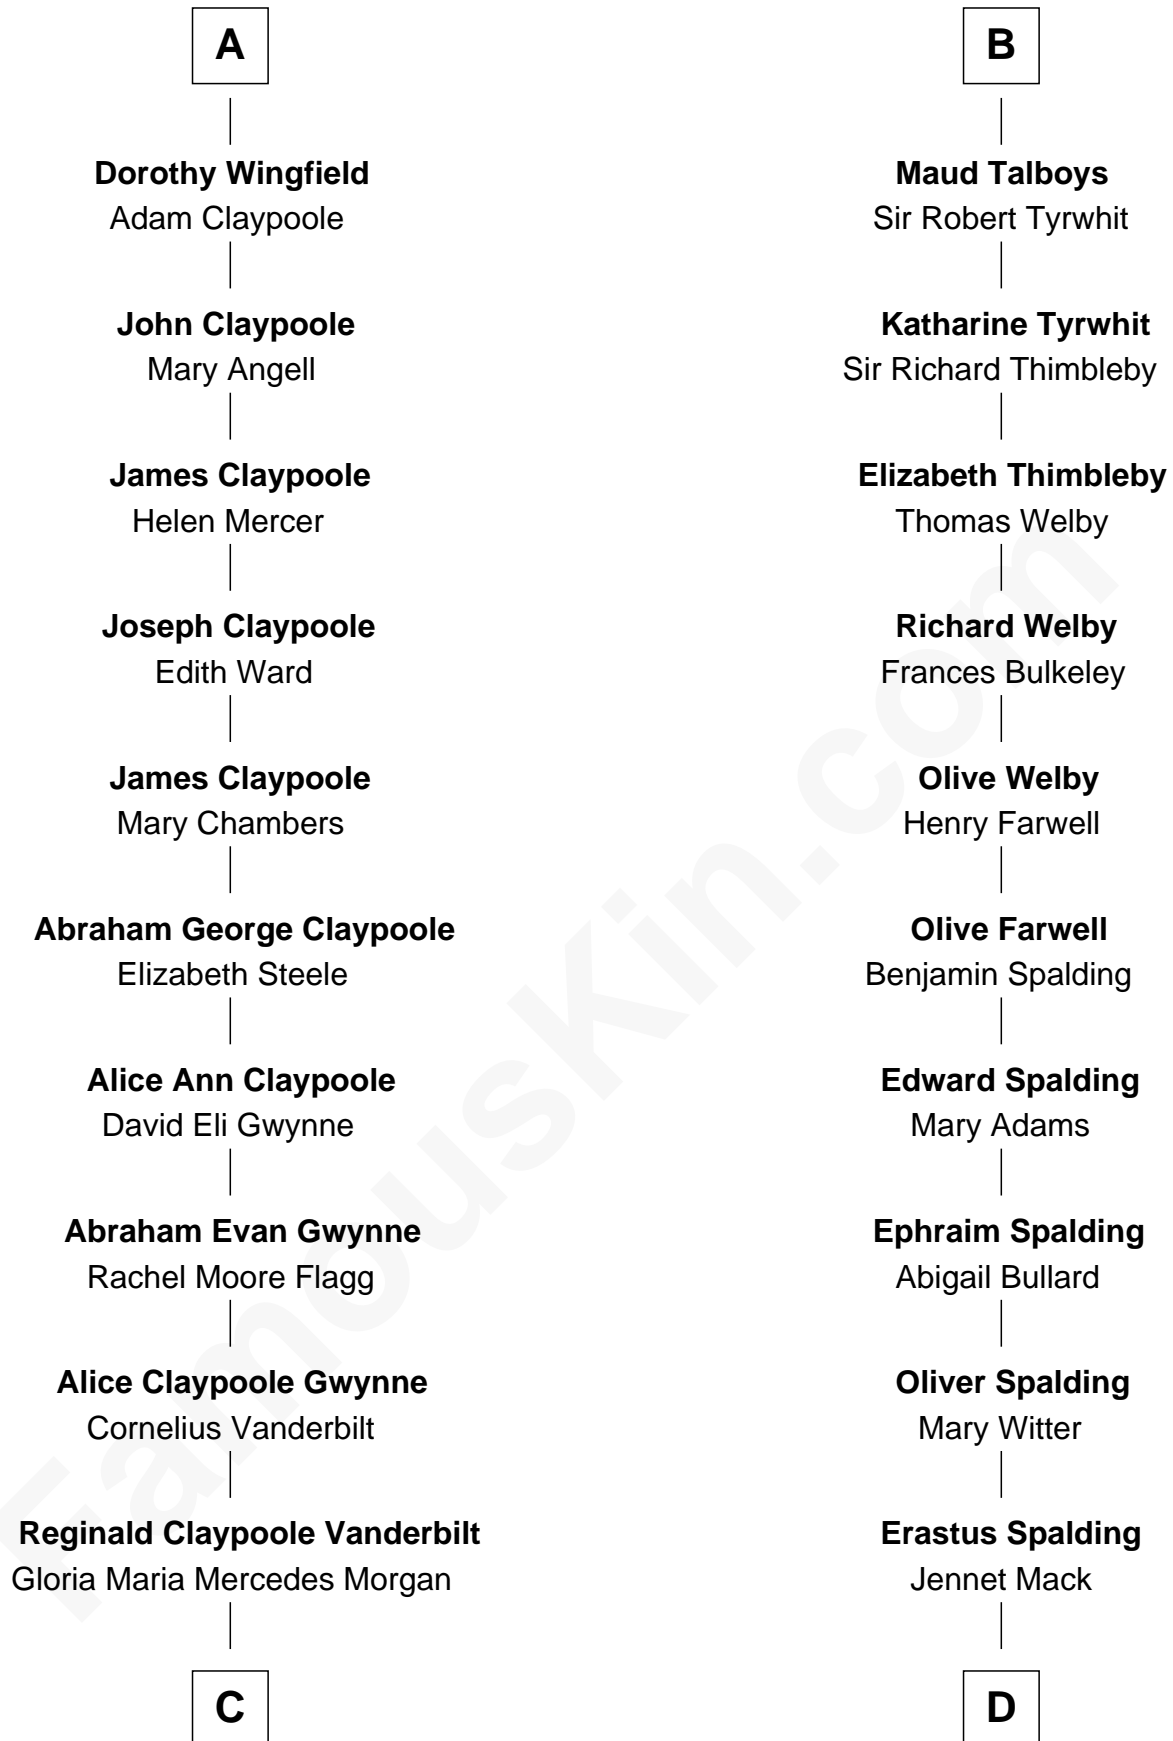 A
Dorothy Wingfield
Adam Claypoole
John Claypoole
Mary Angell
James Claypoole
Helen Mercer
Joseph Claypoole
Edith Ward
James Claypoole
Mary Chambers
Abraham George Claypoole
Elizabeth Steele
Alice Ann Claypoole
David Eli Gwynne
Abraham Evan Gwynne
Rachel Moore Flagg
Alice Claypoole Gwynne
Cornelius Vanderbilt
Reginald Claypoole Vanderbilt
Gloria Maria Mercedes Morgan
C
B
Maud Talboys
Sir Robert Tyrwhit
Katharine Tyrwhit
Sir Richard Thimbleby
Elizabeth Thimbleby
Thomas Welby
Richard Welby
Frances Bulkeley
Olive Welby
Henry Farwell
Olive Farwell
Benjamin Spalding
Edward Spalding
Mary Adams
Ephraim Spalding
Abigail Bullard
Oliver Spalding
Mary Witter
Erastus Spalding
Jennet Mack
D
FamousKin.com